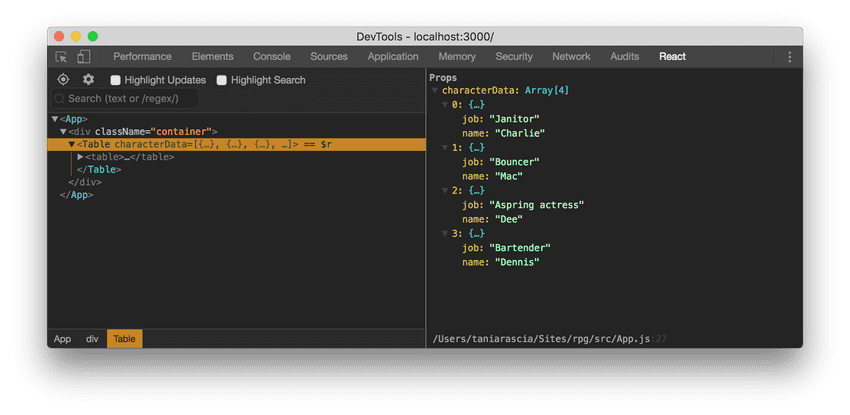 DevTools - localhost:3000/
Performance Elements Console Sources Application Memory Security Network Audits React
Highlight Updates Highlight Search
Search (text or /regex/)
<App>
<div className="container">
<Table characterData=[{…}, {…}, {…}, …]> == $r
<table>…</table>
</Table>
</div>
</App>
App div Table
Props
characterData: Array[4]
0: {…}
job: "Janitor"
name: "Charlie"
1: {…}
job: "Bouncer"
name: "Mac"
2: {…}
job: "Aspring actress"
name: "Dee"
3: {…}
job: "Bartender"
name: "Dennis"
/Users/taniarascia/Sites/rpg/src/App.js:27